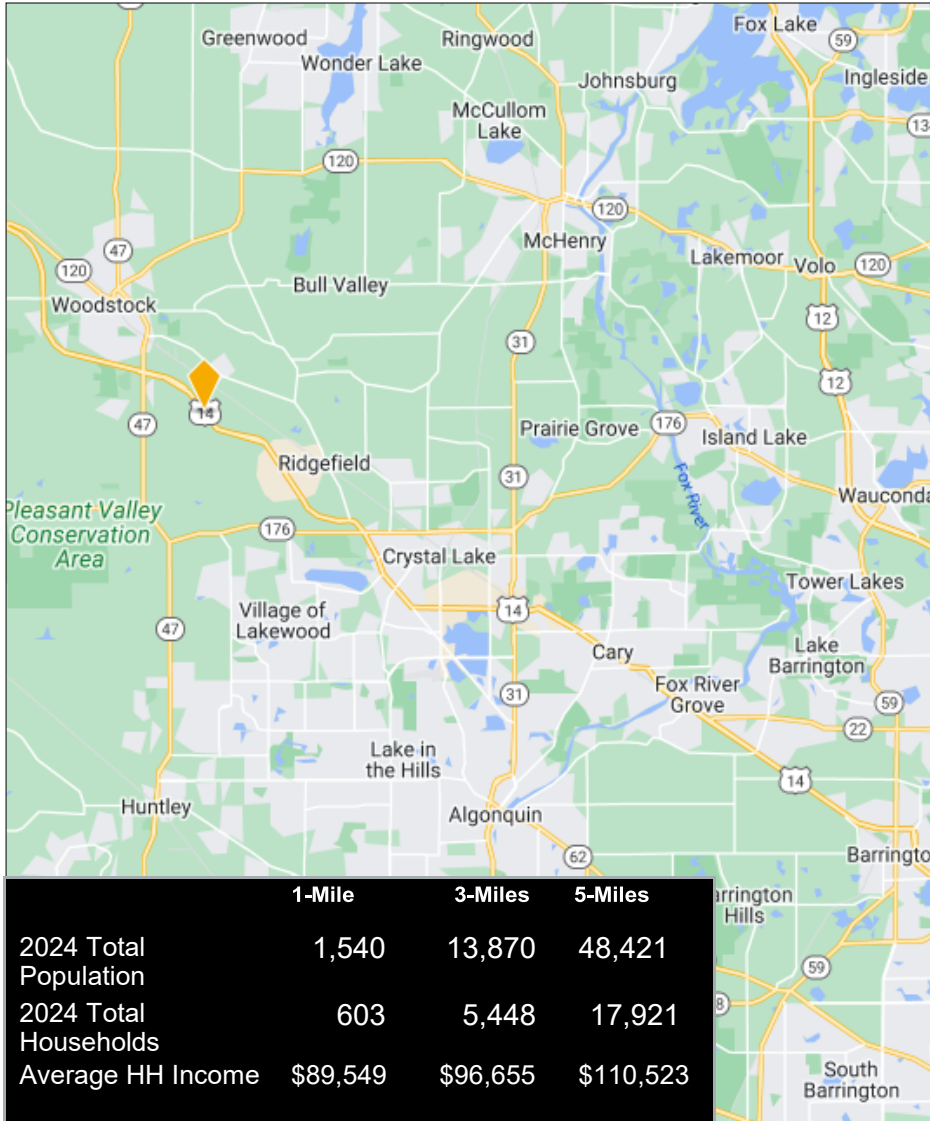 Fox Lake
Greenwood
Ringwood
59
Wonder Lake
Johnsburg
Ingleside
McCullom
Lake
13
120
120
McHenry
47
Lakemoor
Volo
120
120
Woodstock
Bull Valley
12
31
12
14
47
Prairie Grove
176
Island Lake
Ridgefield
31
Fox River
Wauconda
Pleasant Valley
Conservation
Area
176
Crystal Lake
Tower Lakes
Village of
Lakewood
14
47
Cary
Lake
Barrington
31
Fox River
Grove
59
22
Lake in
the Hills
14
Huntley
Algonquin
62
Barringto
arrington
Hills
59
8
South
Barrington
1-Mile 3-Miles 5-Miles
2024 Total
Population 1,540 13,870 48,421
2024 Total
Households 603 5,448 17,921
Average HH Income $89,549 $96,655 $110,523